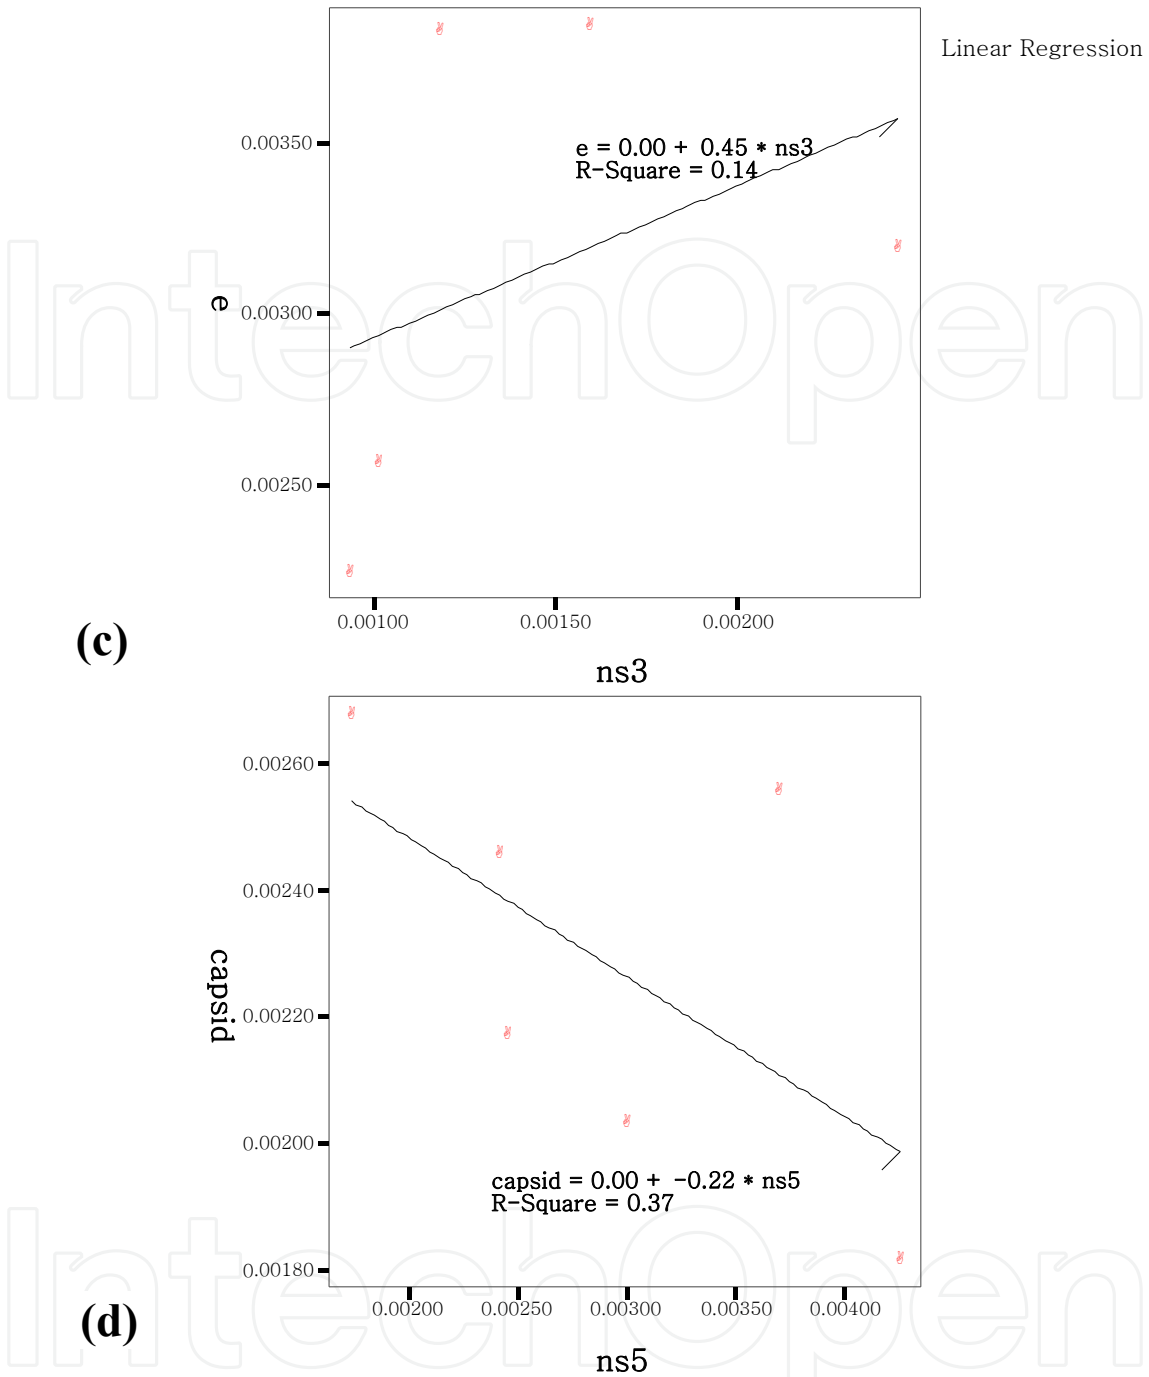 Linear Regression
0.00350
e = 0.00 + 0.45 * ns3
R-Square = 0.14
e
0.00300
0.00250
0.00100 0.00150 0.00200
(c)
ns3
0.00260
0.00240
capsid
0.00220
0.00200
capsid = 0.00 + -0.22 * ns5
R-Square = 0.37
0.00180
0.00200 0.00250 0.00300 0.00350 0.00400
(d)
ns5
IntechOpen
IntechOpen